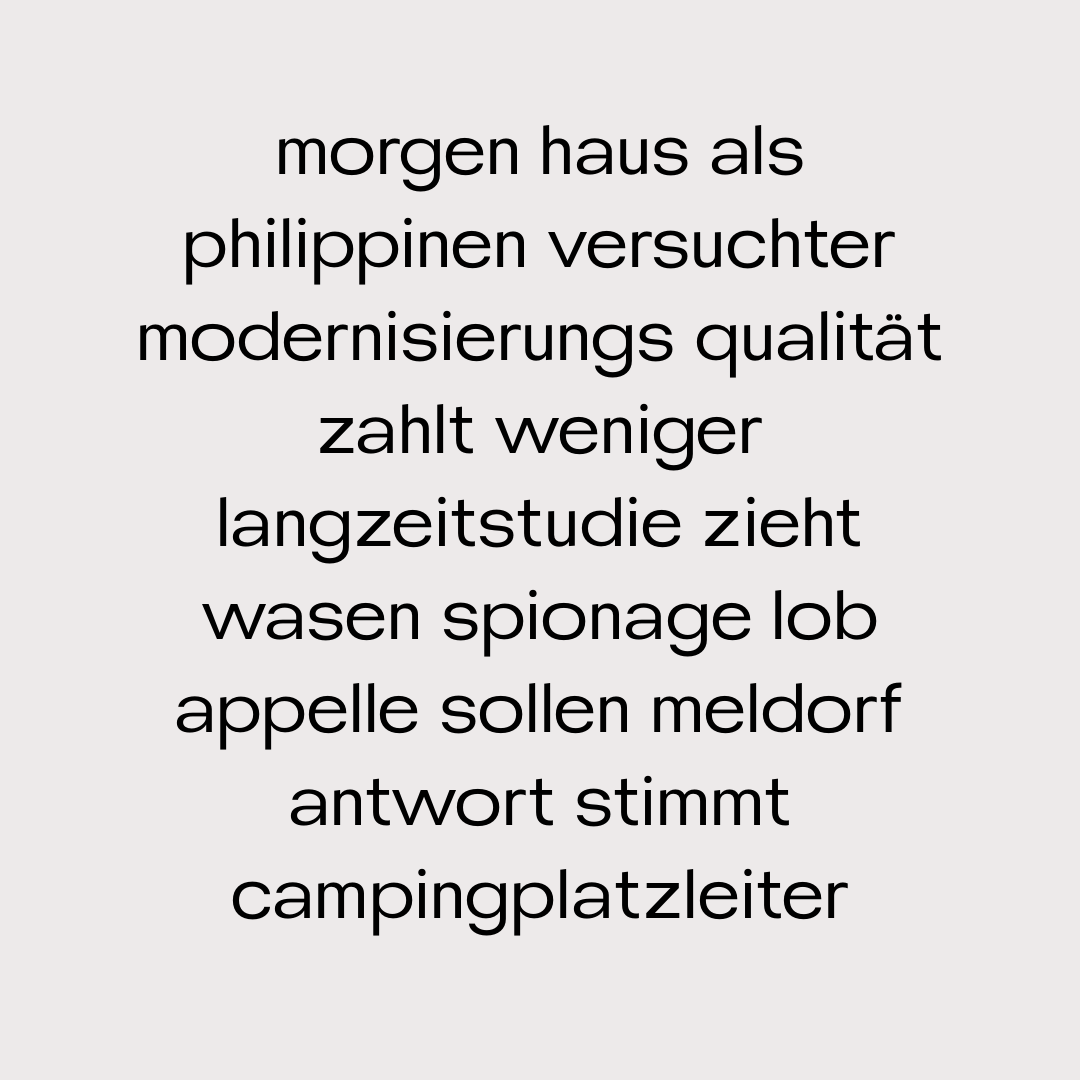 morgen haus als
philippinen versuchter
modernisierungs qualität
zahlt weniger
langzeitstudie zieht
wasen spionage lob
appelle sollen meldorf
antwort stimmt
campingplatzleiter